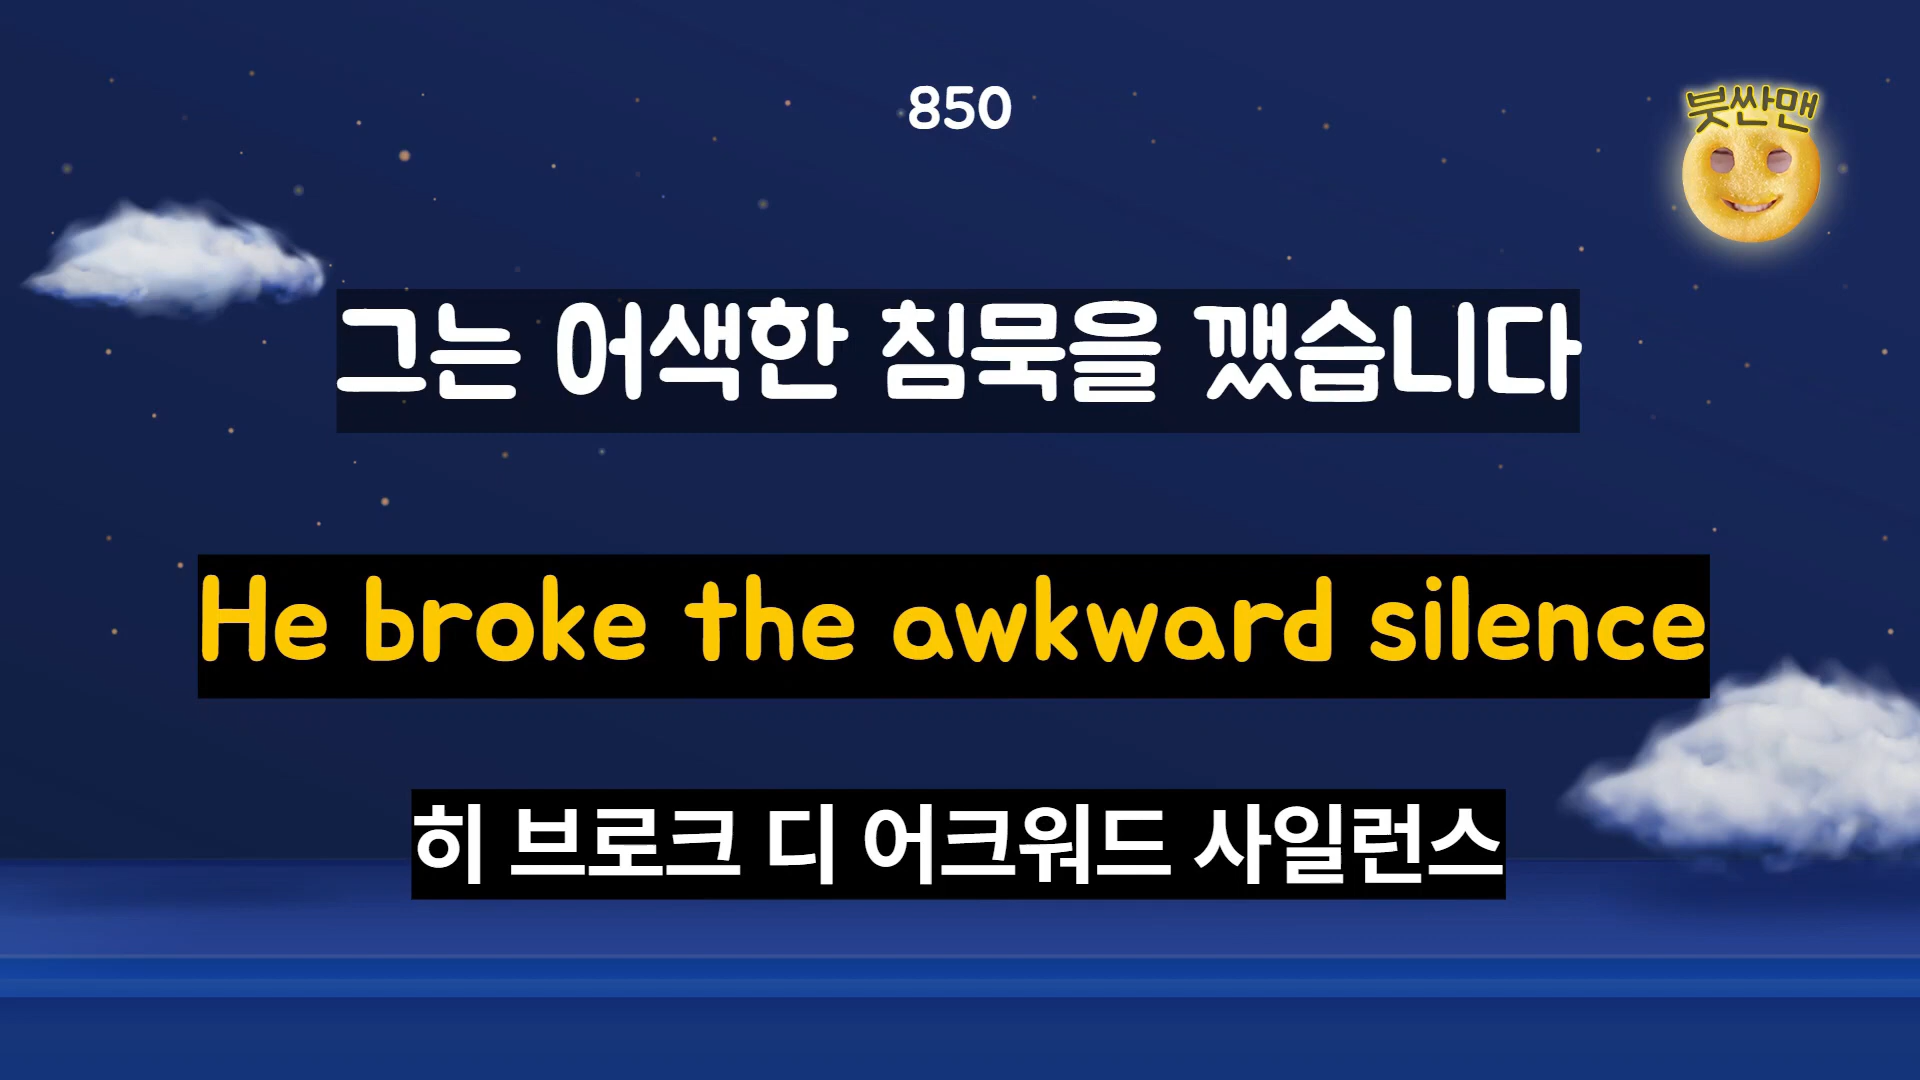 850
붓싼맨
그는 어색한 침묵을 깼습니다
He broke the awkward silence
히 브로크 디 어크워드 사일런스